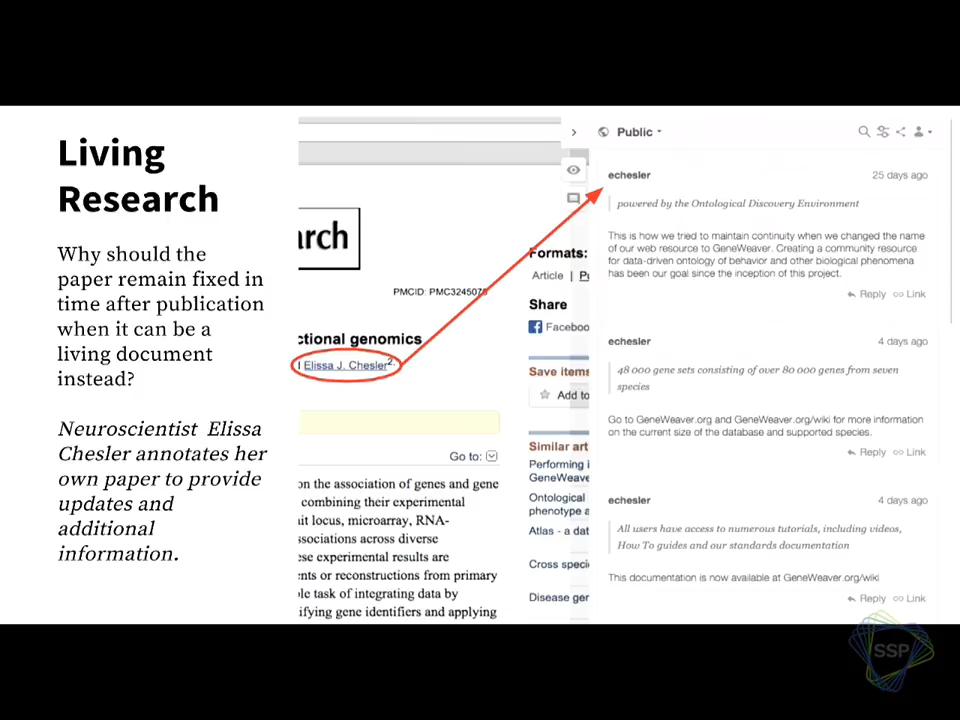 Living
Research
Why should the
paper remain fixed in
time after publication
when it can be a
living document
instead?
Neuroscientist Elissa
Chesler annotates her
own paper to provide
updates and
additional
information.
arch
PMCID: PMC3245070
ctional genomics
Elissa J. Chesler2,
Go to:
on the association of genes and gene
combining their experimental
it locus, microarray, RNA-
ssociations across diverse
se experimental results are
nts or reconstructions from primary
le task of integrating data by
ifying gene identifiers and applying
Formats:
Article | Pu
Share
Facebook
Save items
Add to
Similar art
Performing i
GeneWeave
Ontological
phenotype a
Atlas - a dat
Cross speci
Disease ger
Public
echesler 25 days ago
powered by the Ontological Discovery Environment
This is how we tried to maintain continuity when we changed the name
of our web resource to GeneWeaver. Creating a community resource
for data-driven ontology of behavior and other biological phenomena
has been our goal since the inception of this project.
Reply Link
echesler 4 days ago
48 000 gene sets consisting of over 80 000 genes from seven
species
Go to GeneWeaver.org and GeneWeaver.org/wiki for more information
on the current size of the database and supported species.
Reply Link
echesler 4 days ago
All users have access to numerous tutorials, including videos,
How To guides and our standards documentation
This documentation is now available at GeneWeaver.org/wiki
Reply Link
SSP